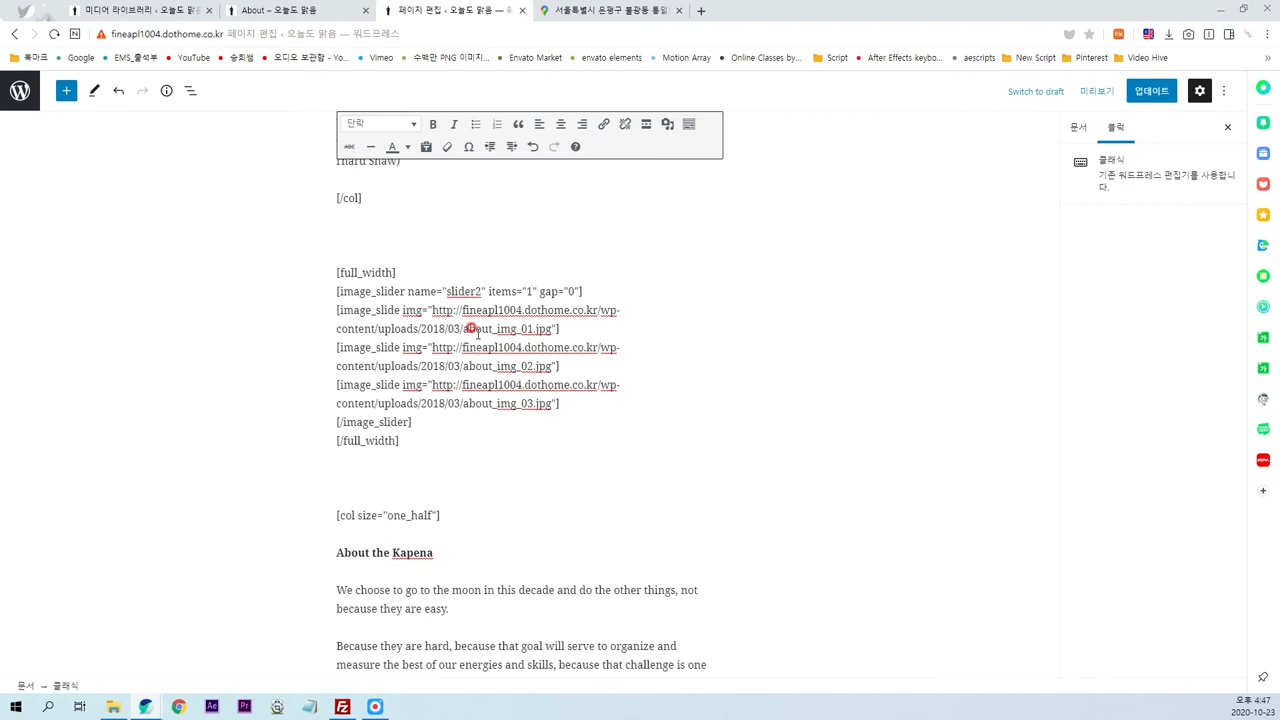 미디어 라이브러리 ‹ 오늘도 맑음
About – 오늘도 맑음
페이지 편집 ‹ 오늘도 맑음 — 워
서울특별시 은평구 불광동 통일
fineapl1004.dothome.co.kr 페이지 편집 ‹ 오늘도 맑음 — 워드프레스
북마크
Google
EMS_출석부
YouTube
승희쌤
오디오 보관함 - Yo...
Vimeo
수백만 PNG 이미지...
Envato Market
envato elements
Motion Array
Online Classes by...
Script
After Effects keybo...
aescripts
New Script
Pinterest
Video Hive
Switch to draft
미리보기
업데이트
단락
문서
블럭
클래식
기존 워드프레스 편집기를 사용합니
다.
rhard Shaw)
[/col]
[full_width]
[image_slider name="slider2" items="1" gap="0"]
[image_slide img="http://fineapl1004.dothome.co.kr/wp-
content/uploads/2018/03/about_img_01.jpg"]
[image_slide img="http://fineapl1004.dothome.co.kr/wp-
content/uploads/2018/03/about_img_02.jpg"]
[image_slide img="http://fineapl1004.dothome.co.kr/wp-
content/uploads/2018/03/about_img_03.jpg"]
[/image_slider]
[/full_width]
[col size="one_half"]
About the Kapena
We choose to go to the moon in this decade and do the other things, not
because they are easy.
Because they are hard, because that goal will serve to organize and
measure the best of our energies and skills, because that challenge is one
문서 → 클래식
오후 4:47
2020-10-23